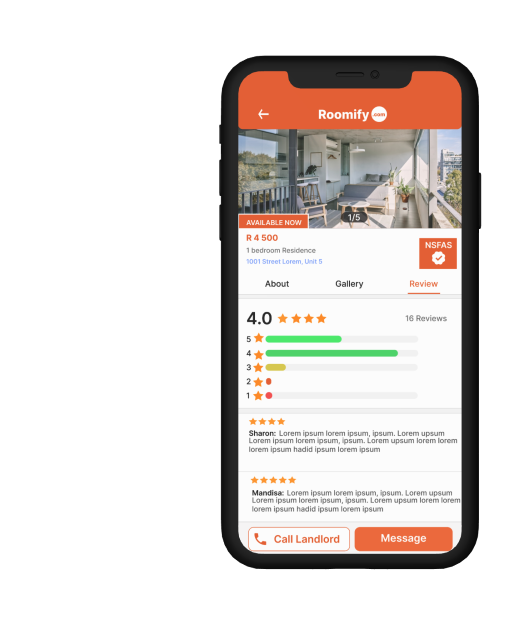 Roomify .com
1/5
AVAILABLE NOW
R 4 500
1 bedroom Residence
1001 Street Lorem, Unit 5
NSFAS
About Gallery Review
4.0 16 Reviews
5
4
3
2
1
Sharon: Lorem ipsum lorem ipsum, ipsum. Lorem upsum
Lorem ipsum lorem ipsum, ipsum. Lorem upsum lorem lorem
lorem ipsum hadid ipsum lorem ipsum
Mandisa: Lorem ipsum lorem ipsum, ipsum. Lorem upsum
Lorem ipsum lorem ipsum, ipsum. Lorem upsum lorem lorem
lorem ipsum hadid ipsum lorem ipsum
Call Landlord Message